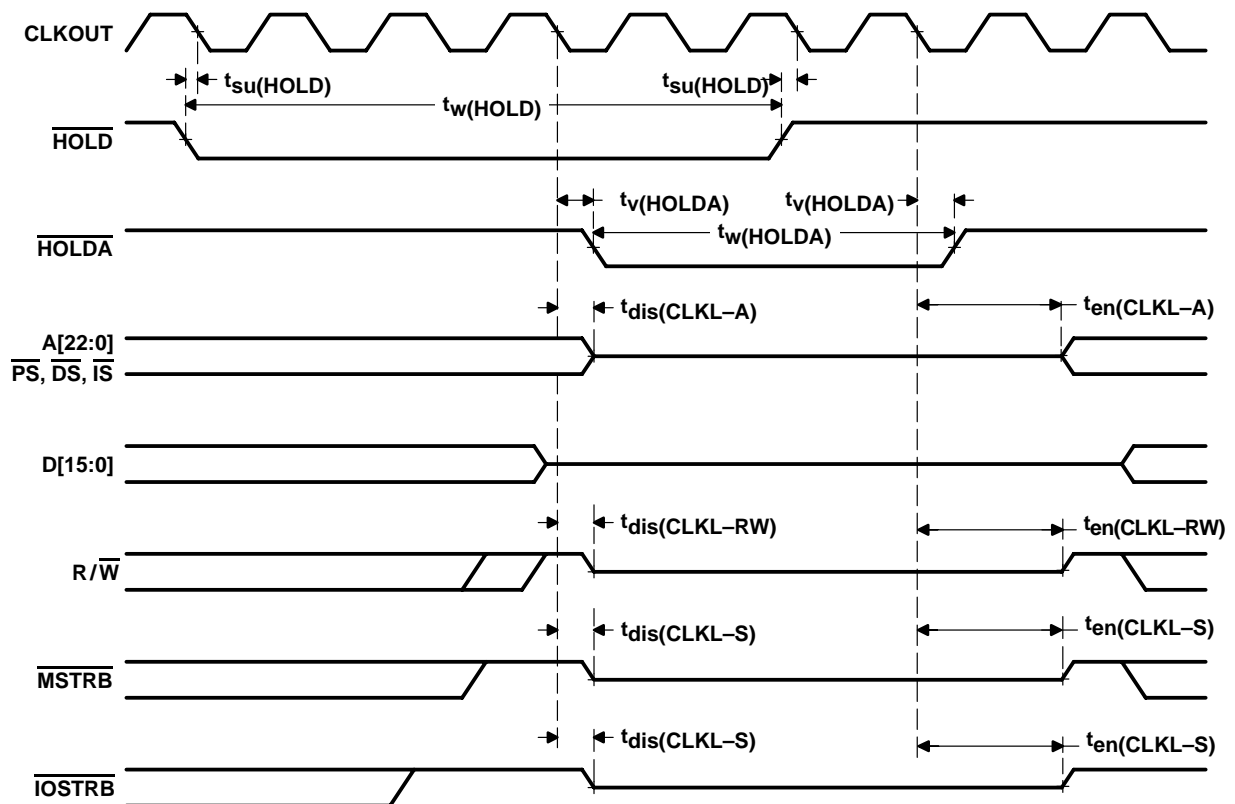 CLKOUT
tsu(HOLD)
tsu(HOLD)
tw(HOLD)
HOLD
tv(HOLDA)
tv(HOLDA)
tw(HOLDA)
HOLDA
tdis(CLKL–A)
ten(CLKL–A)
A[22:0]
PS, DS, IS
D[15:0]
tdis(CLKL–RW)
ten(CLKL–RW)
R/W
tdis(CLKL–S)
ten(CLKL–S)
MSTRB
tdis(CLKL–S)
ten(CLKL–S)
IOSTRB